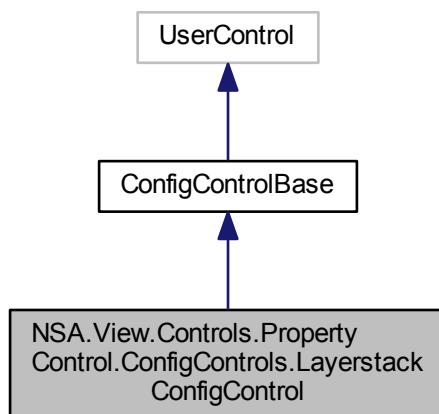 UserControl
ConfigControlBase
NSA.View.Controls.Property
Control.ConfigControls.Layerstack
ConfigControl